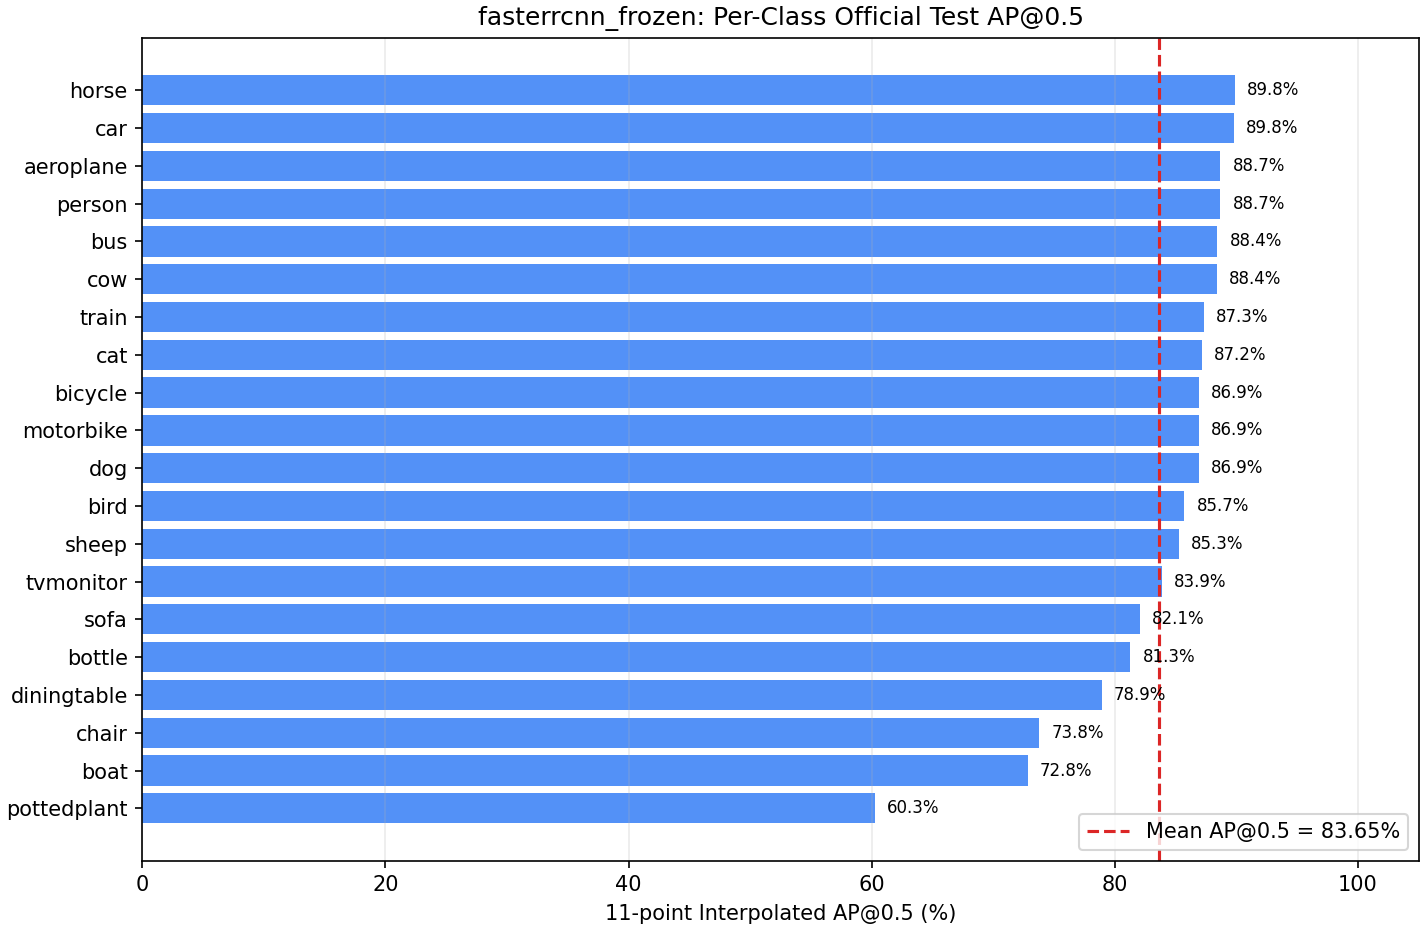 fasterrcnn_frozen: Per-Class Official Test AP@0.5
horse 89.8%
car 89.8%
aeroplane 88.7%
person 88.7%
bus 88.4%
cow 88.4%
train 87.3%
cat 87.2%
bicycle 86.9%
motorbike 86.9%
dog 86.9%
bird 85.7%
sheep 85.3%
tvmonitor 83.9%
sofa 82.1%
bottle 81.3%
diningtable 78.9%
chair 73.8%
boat 72.8%
pottedplant 60.3%
Mean AP@0.5 = 83.65%
0 20 40 60 80 100
11-point Interpolated AP@0.5 (%)